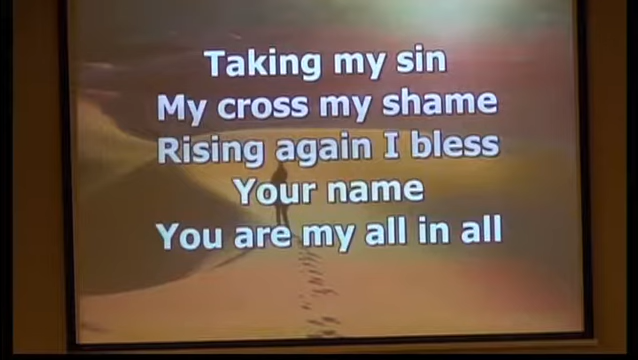 Taking my sin
My cross my shame
Rising again I bless
Your name
You are my all in all